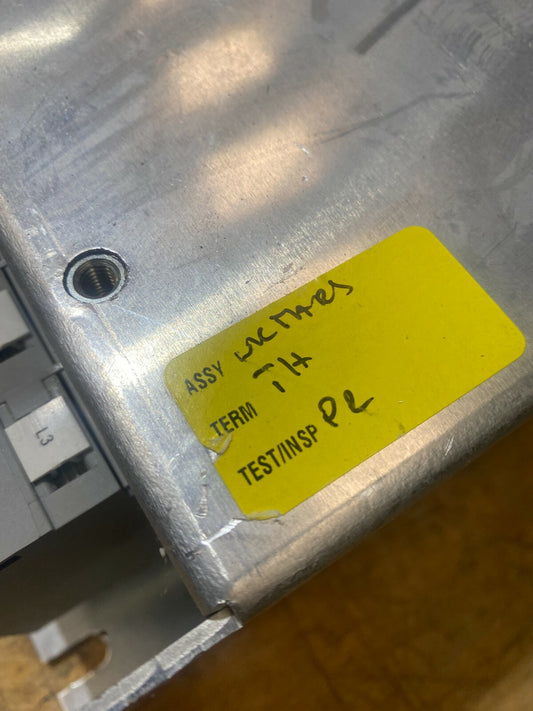 ASSY
TERM TH
TEST/INSP PL
L3